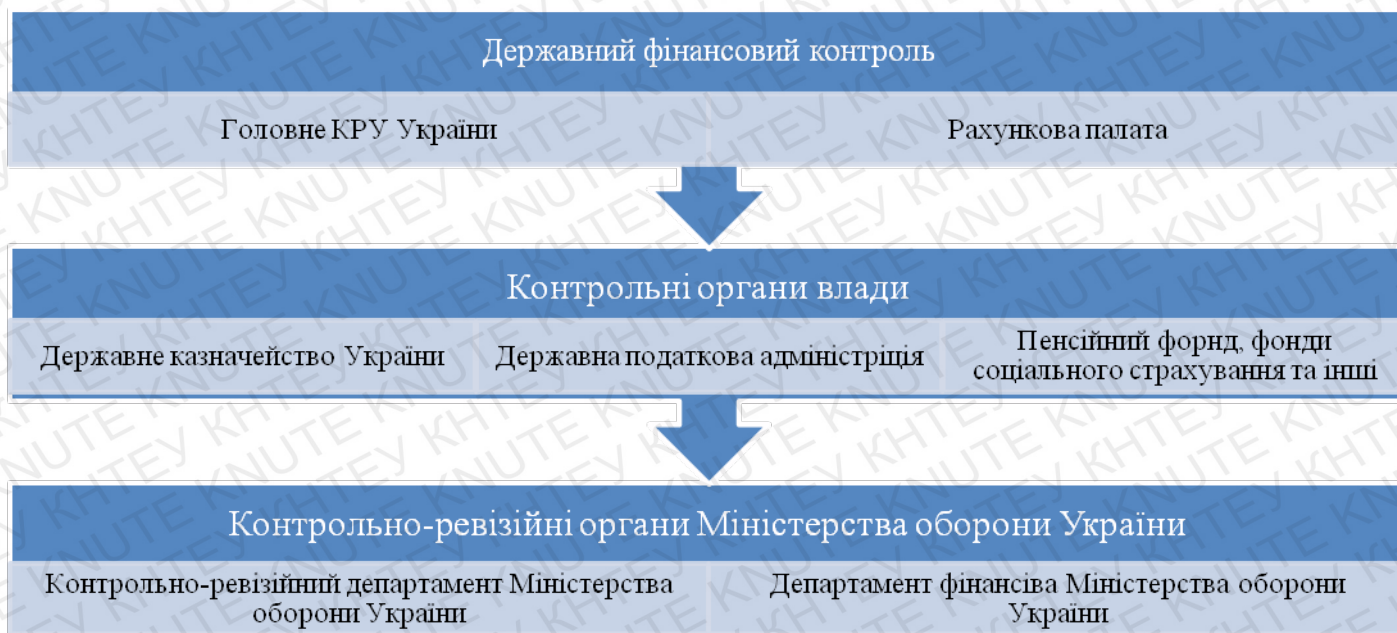 Державний фінансовий контроль
Головне КРУ України
Рахункова палата
Контрольні органи влади
Державне казначейство України
Державна податкова адміністріція
Пенсійний форнд, фонди
соціального страхування та інші
Контрольно-ревізійні органи Міністерства оборони України
Контрольно-ревізійний департамент Міністерства
оборони України
Департамент фінансіва Міністерства оборони
України